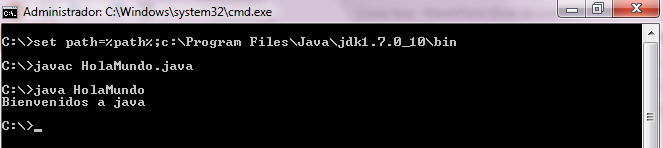 Administrador: C:\Windows\system32\cmd.exe
C:\>set path=%path%;c:\Program Files\Java\jdk1.7.0_10\bin
C:\>javac HolaMundo.java
C:\>java HolaMundo
Bienvenidos a java
C:\>_